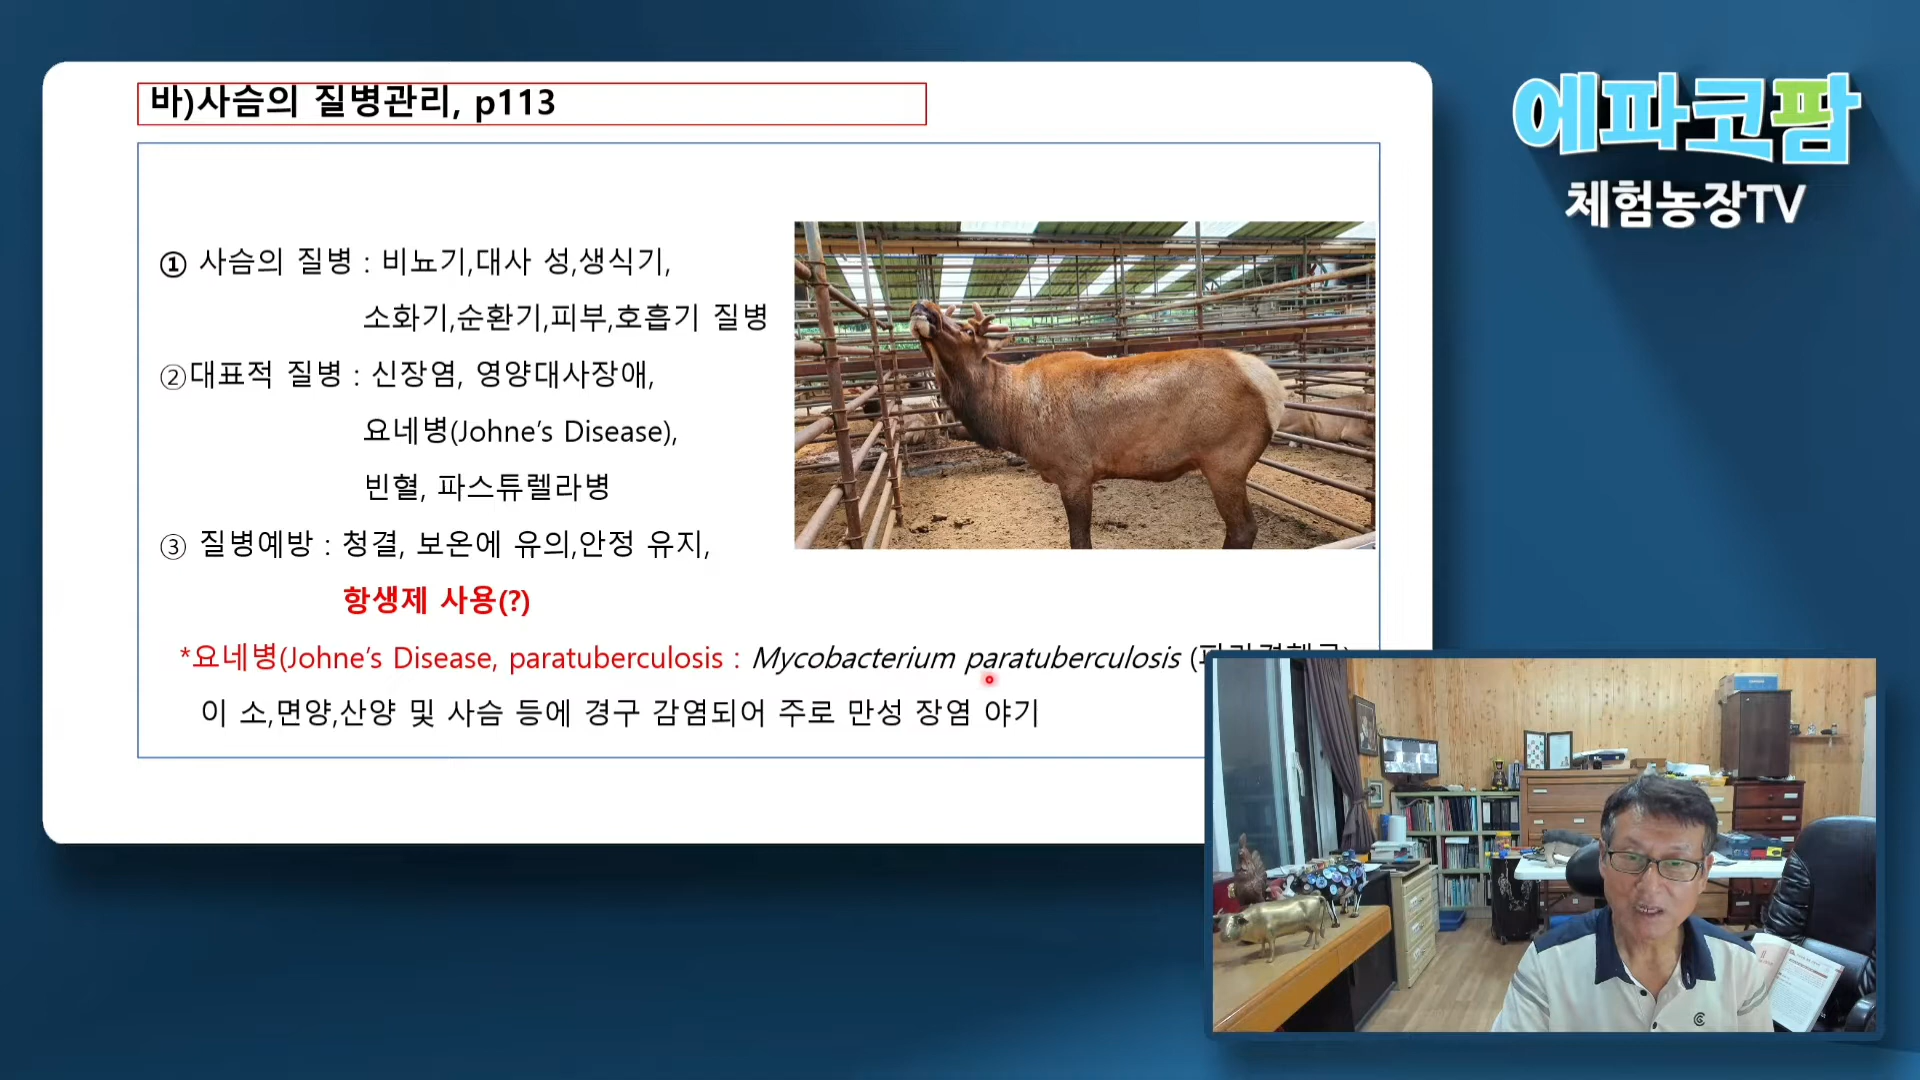 바)사슴의 질병관리, p113
① 사슴의 질병 : 비뇨기,대사 성,생식기,
소화기,순환기,피부,호흡기 질병
②대표적 질병 : 신장염, 영양대사장애,
요네병(Johne’s Disease),
빈혈, 파스튜렐라병
③ 질병예방 : 청결, 보온에 유의,안정 유지,
항생제 사용(?)
*요네병(Johne’s Disease, paratuberculosis : Mycobacterium paratuberculosis
이 소,면양,산양 및 사슴 등에 경구 감염되어 주로 만성 장염 야기
에파코팜
체험농장TV